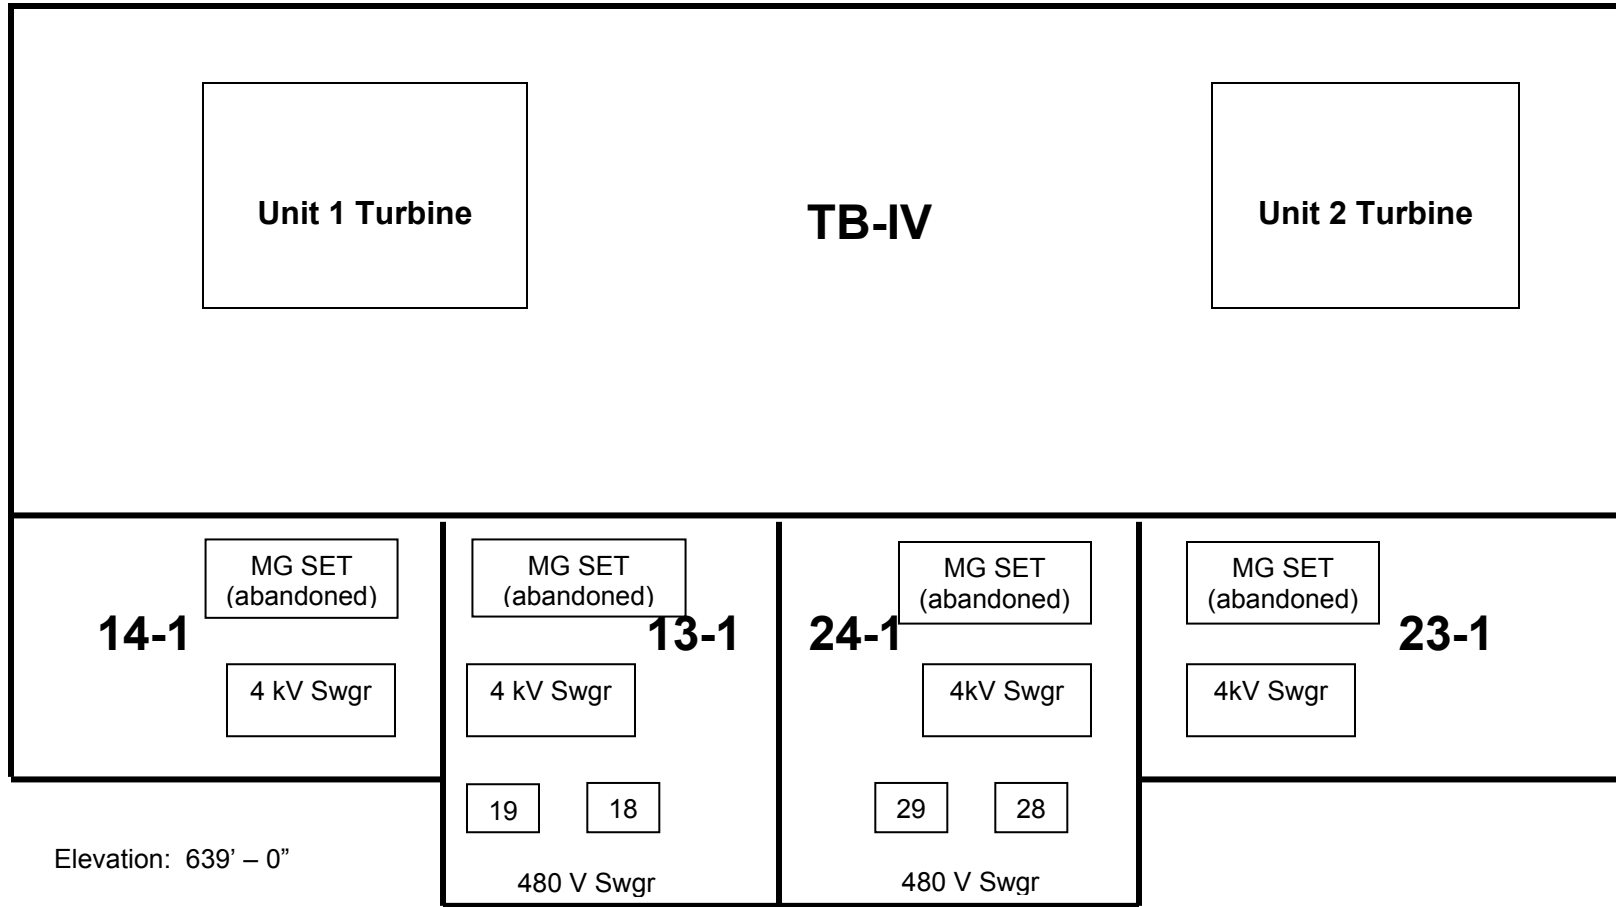 Unit 1 Turbine
TB-IV
Unit 2 Turbine
MG SET
(abandoned)
MG SET
(abandoned)
MG SET
(abandoned)
MG SET
(abandoned)
14-1
13-1
24-1
23-1
4 kV Swgr
4 kV Swgr
4kV Swgr
4kV Swgr
19
18
29
28
Elevation:  639’ – 0”
480 V Swgr
480 V Swgr